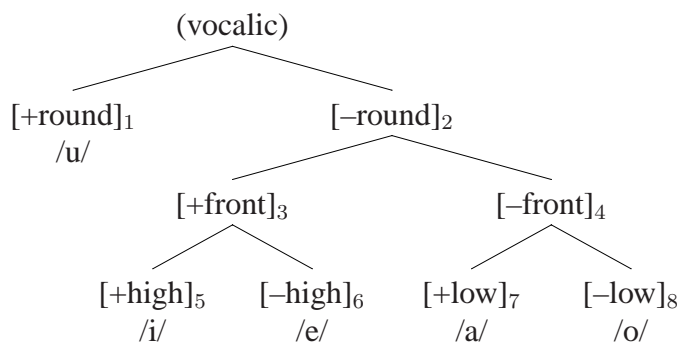 (vocalic)
[+round]₁ [–round]₂
/u/
[+front]₃ [–front]₄
[+high]₅ [–high]₆ [+low]₇ [–low]₈
/i/ /e/ /a/ /o/